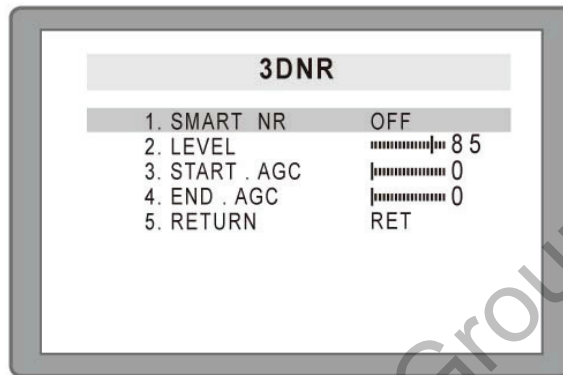 3DNR
1. SMART NR OFF
2. LEVEL 85
3. START . AGC 0
4. END . AGC 0
5. RETURN RET